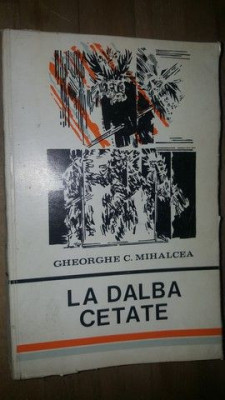 GHEORGHE C. MIHALCEA
LA DALBA
CETATE